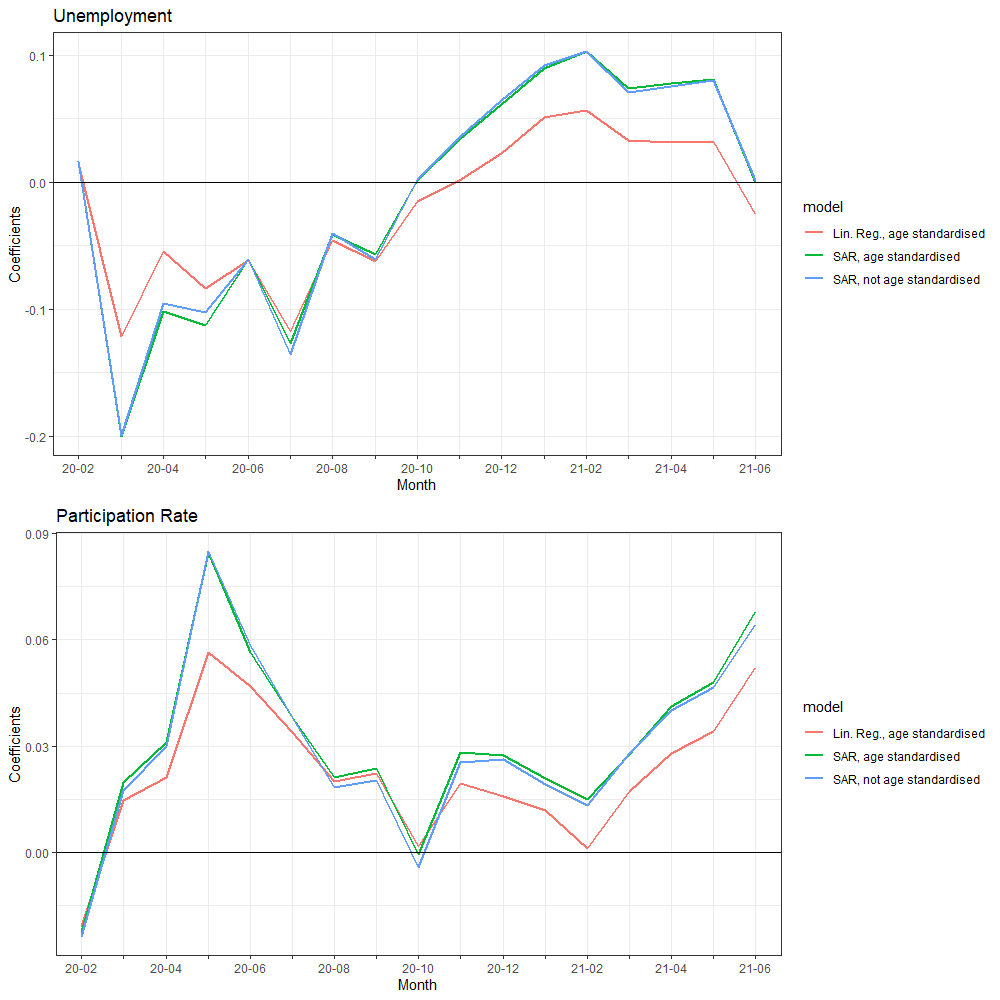 Unemployment
0.1
0.0
-0.1
-0.2
Coefficients
20-02 20-04 20-06 20-08 20-10 20-12 21-02 21-04 21-06
Month
model
Lin. Reg., age standardised
SAR, age standardised
SAR, not age standardised
Participation Rate
0.09
0.06
0.03
0.00
Coefficients
20-02 20-04 20-06 20-08 20-10 20-12 21-02 21-04 21-06
Month
model
Lin. Reg., age standardised
SAR, age standardised
SAR, not age standardised